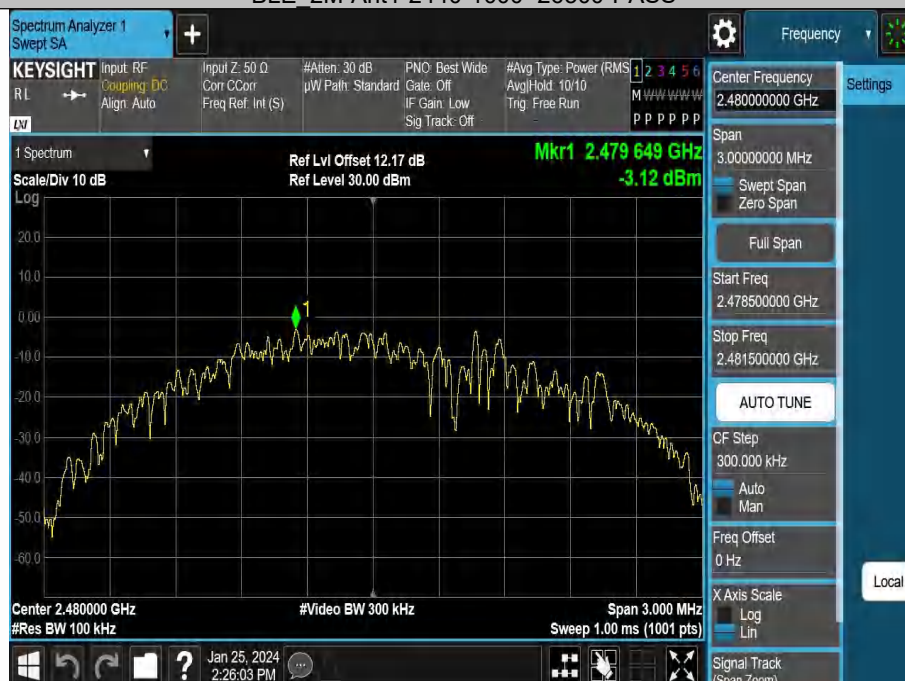 Spectrum Analyzer 1
Swept SA
+
Frequency
KEYSIGHT
RL
LXI
Input: RF
Coupling: DC
Align: Auto
Input Z: 50 Ω
Corr CCorr
Freq Ref: Int (S)
#Atten: 30 dB
µW Path: Standard
PNO: Best Wide
Gate: Off
IF Gain: Low
Sig Track: Off
#Avg Type: Power (RMS
Avg|Hold: 10/10
Trig: Free Run
1 2 3 4 5 6
M W W W W W
P P P P P P
Center Frequency
2.480000000 GHz
Settings
Span
3.00000000 MHz
Swept Span
Zero Span
Full Span
Start Freq
2.478500000 GHz
Stop Freq
2.481500000 GHz
AUTO TUNE
CF Step
300.000 kHz
Auto
Man
Freq Offset
0 Hz
X Axis Scale
Log
Lin
Signal Track
(Span Zoom)
Local
1 Spectrum
Scale/Div 10 dB
Log
Ref Lvl Offset 12.17 dB
Ref Level 30.00 dBm
Mkr1 2.479 649 GHz
-3.12 dBm
20.0
10.0
0.00
-10.0
-20.0
-30.0
-40.0
-50.0
-60.0
1
Center 2.480000 GHz
#Res BW 100 kHz
#Video BW 300 kHz
Span 3.000 MHz
Sweep 1.00 ms (1001 pts)
?
Jan 25, 2024
2:26:03 PM